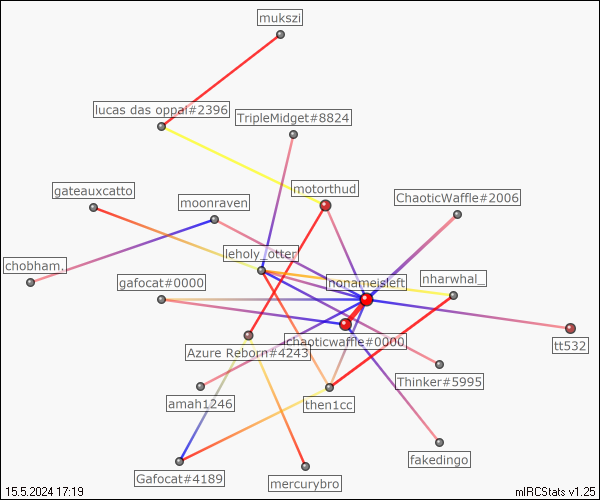 mukszi
lucas das oppai#2396
TripleMidget#8824
gateauxcatto
moonraven
motorthud
ChaoticWaffle#2006
chobham.
leholy_otter
gafocat#0000
honameisleft
nharwhal_
chaoticwaffle#0000
Azure Reborn#4243
tt532
Thinker#5995
amah1246
then1cc
fakedingo
Gafocat#4189
mercurybro
15.5.2024 17:19
mIRCStats v1.25